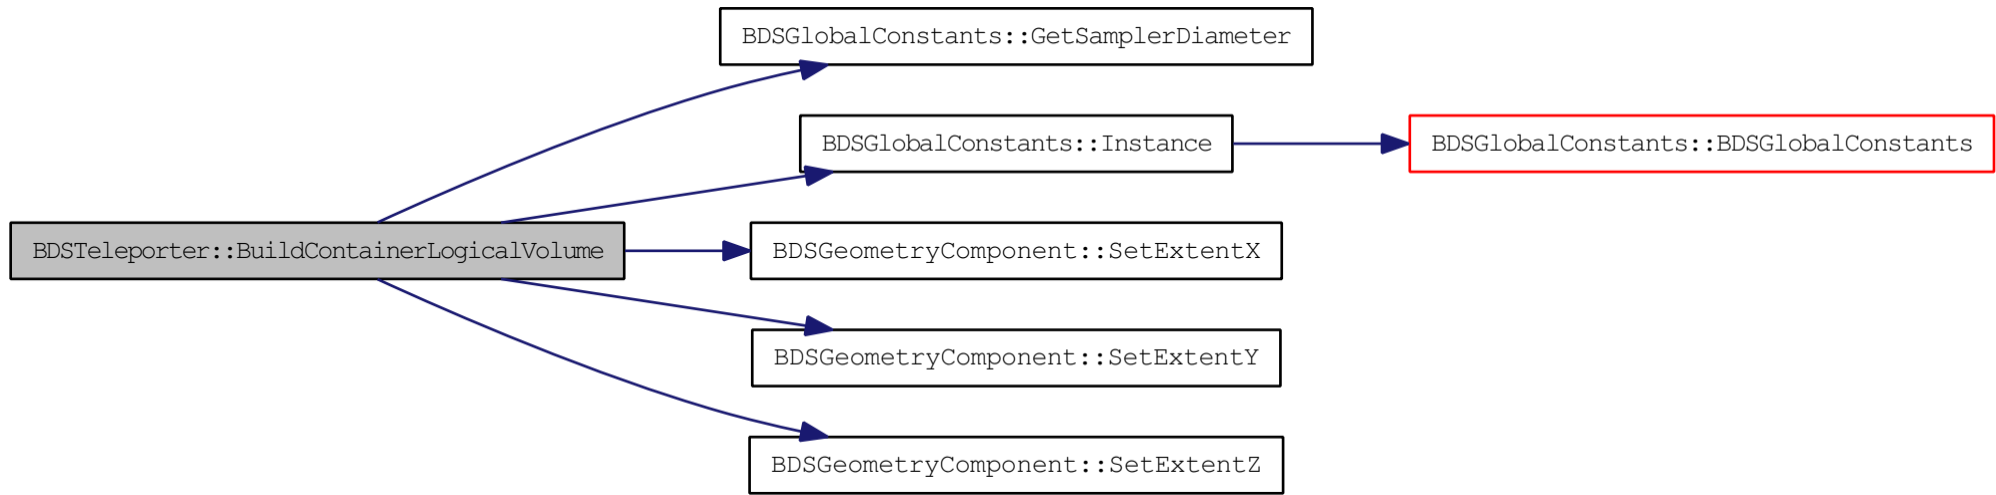 BDSGlobalConstants::GetSamplerDiameter
BDSGlobalConstants::Instance
BDSGlobalConstants::BDSGlobalConstants
BDSTeleporter::BuildContainerLogicalVolume
BDSGeometryComponent::SetExtentX
BDSGeometryComponent::SetExtentY
BDSGeometryComponent::SetExtentZ